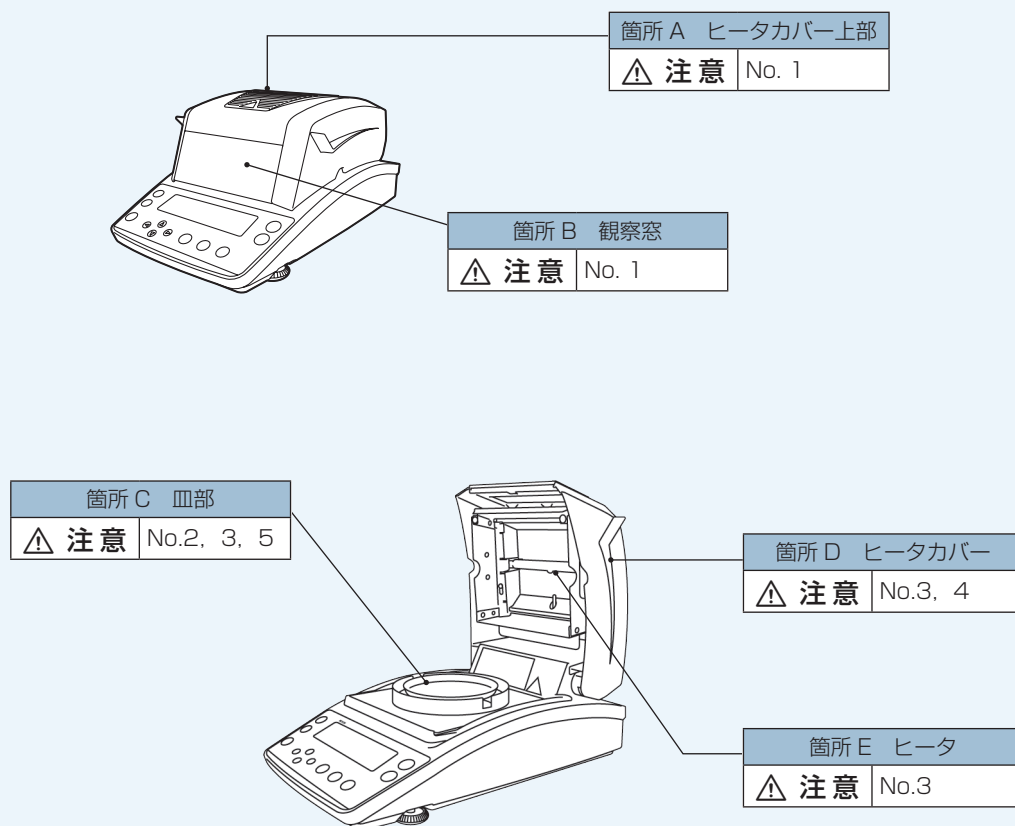 箇所 A　ヒータカバー上部
⚠ 注意 No. 1
箇所 B　観察窓
⚠ 注意 No. 1
箇所 C　皿部
⚠ 注意 No.2, 3, 5
箇所 D　ヒータカバー
⚠ 注意 No.3, 4
箇所 E　ヒータ
⚠ 注意 No.3